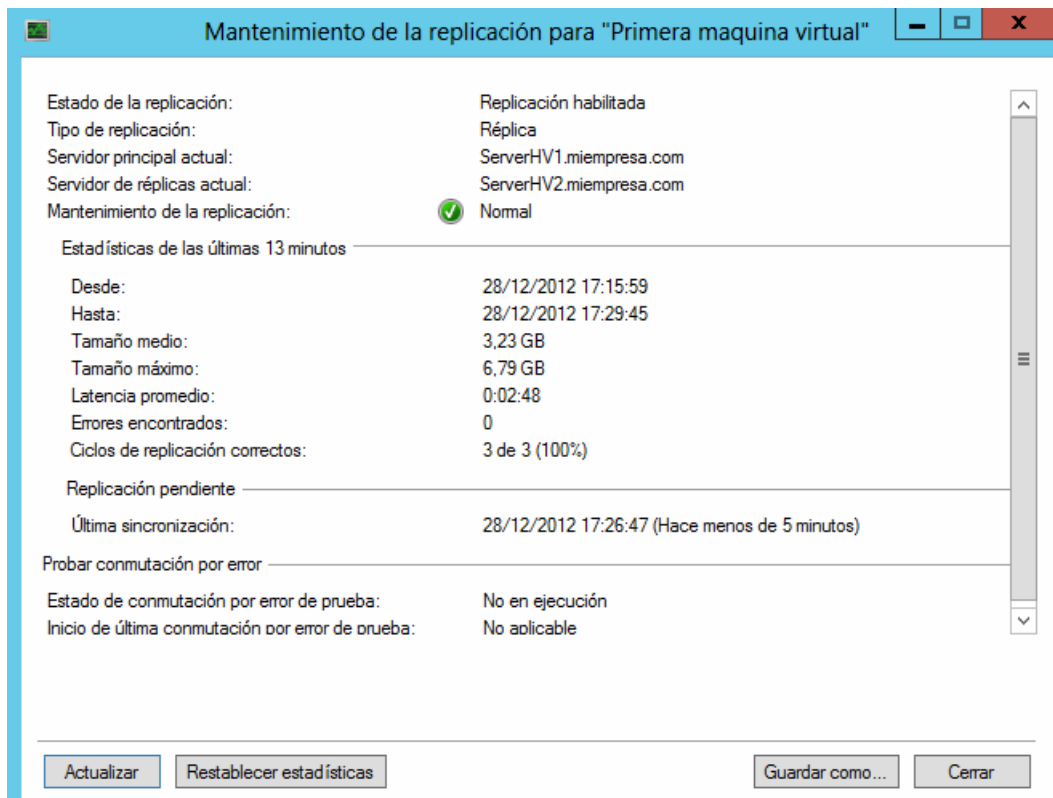 Mantenimiento de la replicación para "Primera maquina virtual"
Estado de la replicación: Replicación habilitada
Tipo de replicación: Réplica
Servidor principal actual: ServerHV1.miempresa.com
Servidor de réplicas actual: ServerHV2.miempresa.com
Mantenimiento de la replicación: Normal
Estadísticas de las últimas 13 minutos
Desde: 28/12/2012 17:15:59
Hasta: 28/12/2012 17:29:45
Tamaño medio: 3,23 GB
Tamaño máximo: 6,79 GB
Latencia promedio: 0:02:48
Errores encontrados: 0
Ciclos de replicación correctos: 3 de 3 (100%)
Replicación pendiente
Última sincronización: 28/12/2012 17:26:47 (Hace menos de 5 minutos)
Probar conmutación por error
Estado de conmutación por error de prueba: No en ejecución
Inicio de última conmutación por error de prueba: No aplicable
Actualizar Restablecer estadísticas Guardar como... Cerrar